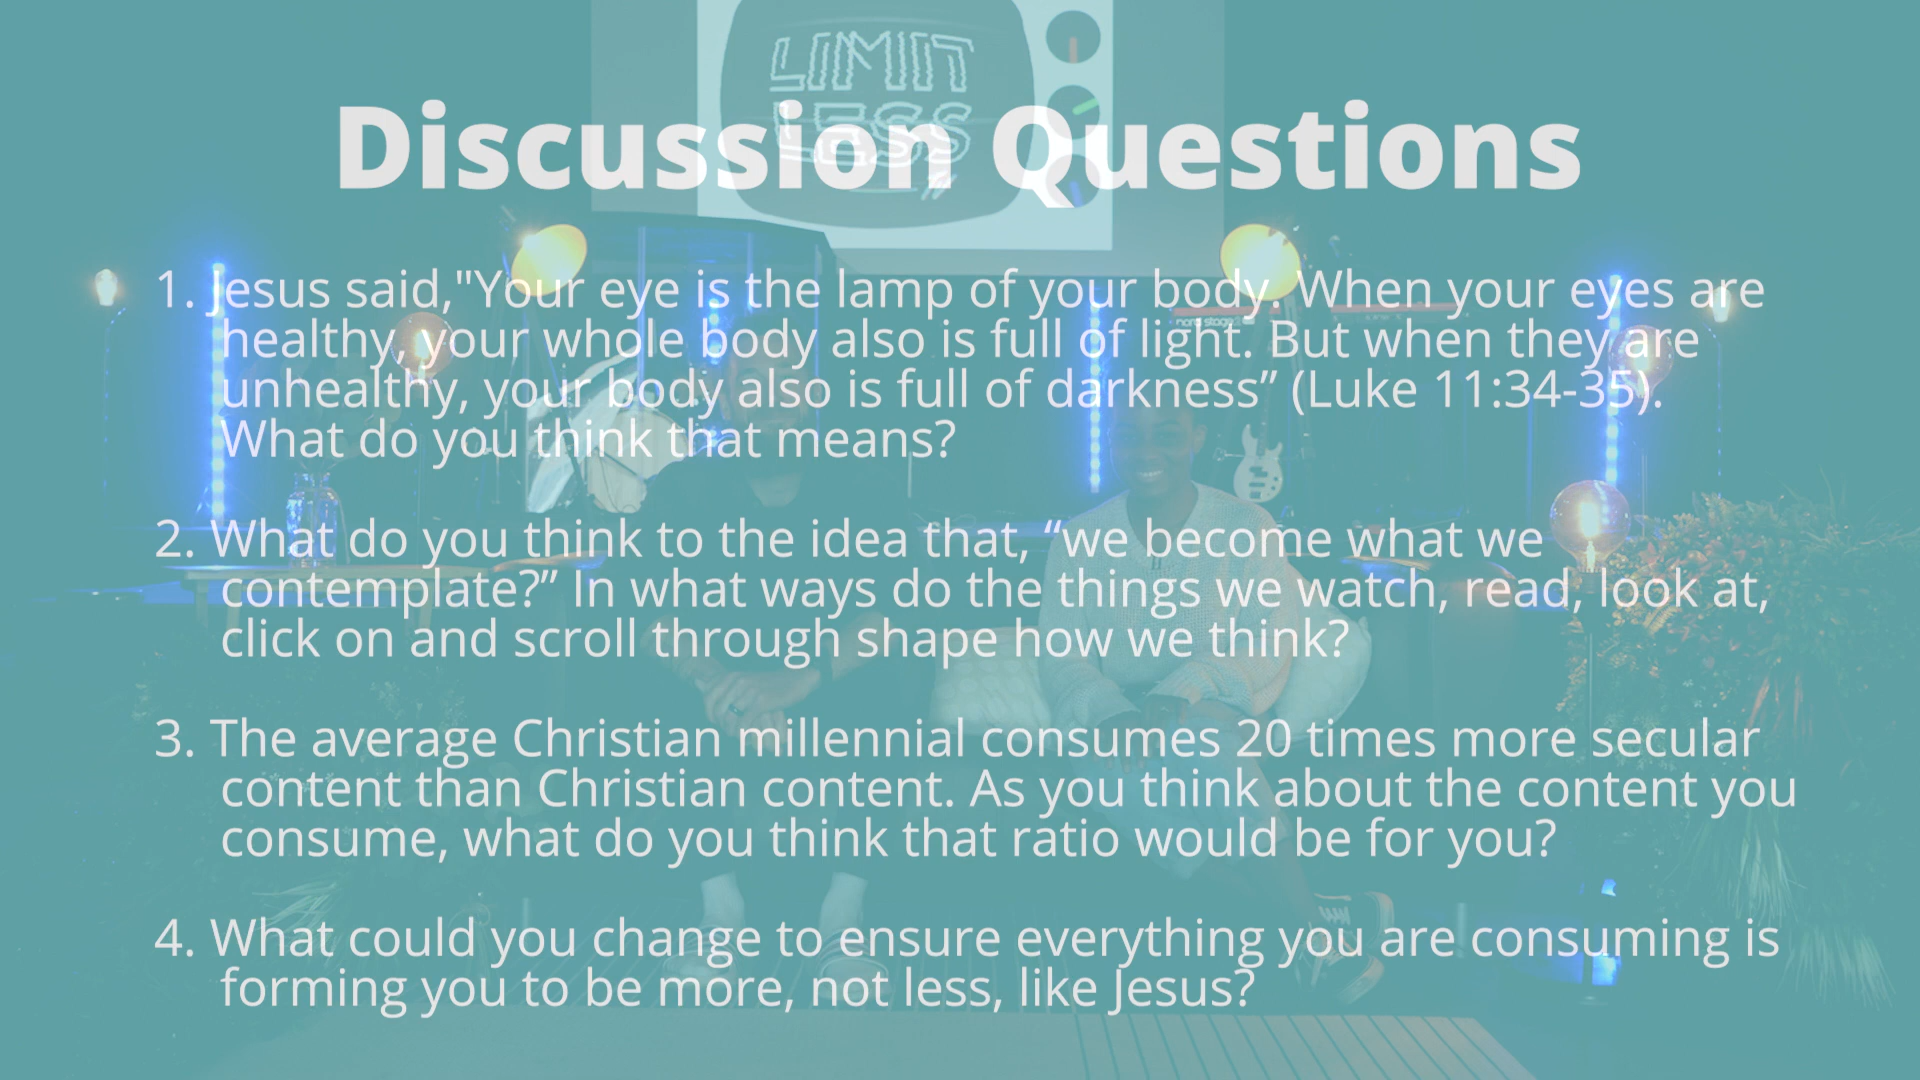 LIMIT
LESS
Discussion Questions
1. Jesus said,"Your eye is the lamp of your body. When your eyes are
healthy, your whole body also is full of light. But when they are
unhealthy, your body also is full of darkness” (Luke 11:34-35).
What do you think that means?
nord stage 2
2. What do you think to the idea that, “we become what we
contemplate?” In what ways do the things we watch, read, look at,
click on and scroll through shape how we think?
3. The average Christian millennial consumes 20 times more secular
content than Christian content. As you think about the content you
consume, what do you think that ratio would be for you?
4. What could you change to ensure everything you are consuming is
forming you to be more, not less, like Jesus?